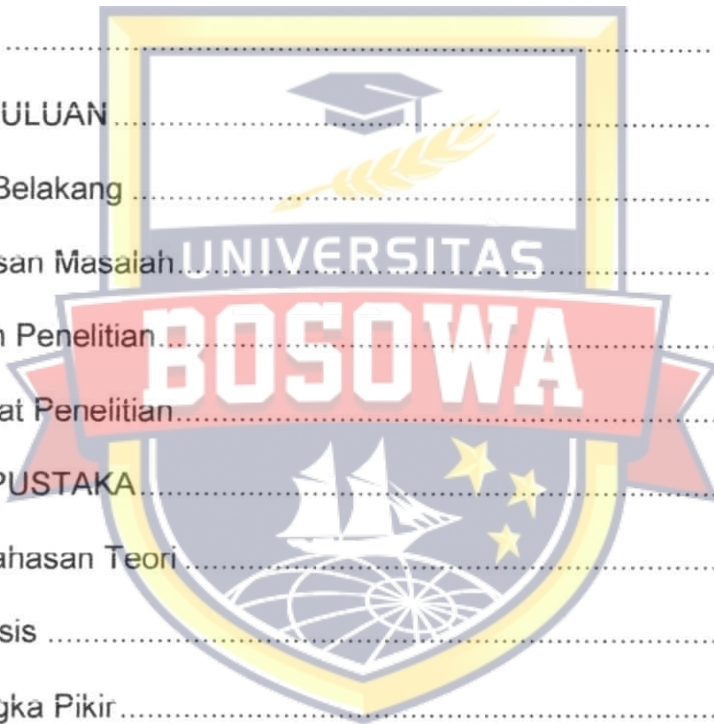 ULUAN
Belakang
san Masalah
UNIVERSITAS
n Penelitian
BOSOWA
at Penelitian
PUSTAKA
ahasan Teori
sis
gka Pikir